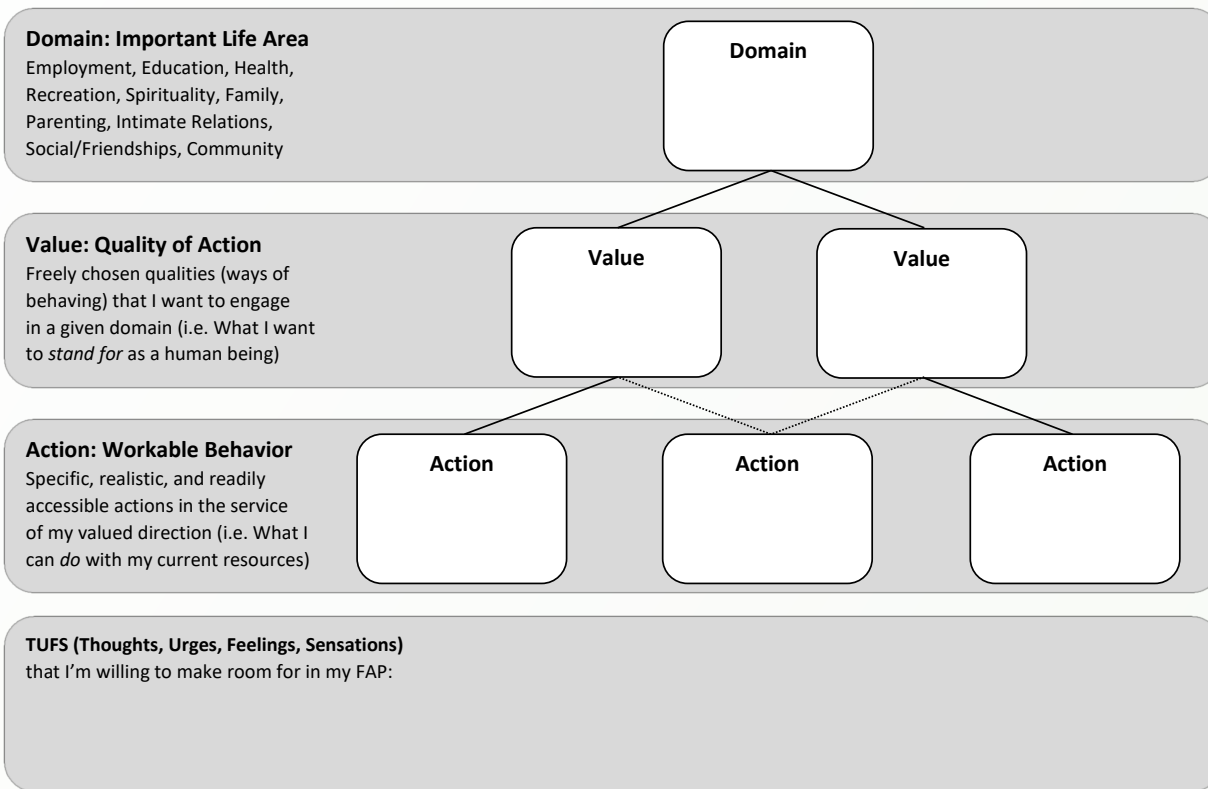 Domain: Important Life Area
Employment, Education, Health,
Recreation, Spirituality, Family,
Parenting, Intimate Relations,
Social/Friendships, Community
Domain
Value: Quality of Action
Freely chosen qualities (ways of
behaving) that I want to engage
in a given domain (i.e. What I want
to stand for as a human being)
Value
Value
Action: Workable Behavior
Specific, realistic, and readily
accessible actions in the service
of my valued direction (i.e. What I
can do with my current resources)
Action
Action
Action
TUFS (Thoughts, Urges, Feelings, Sensations)
that I’m willing to make room for in my FAP: